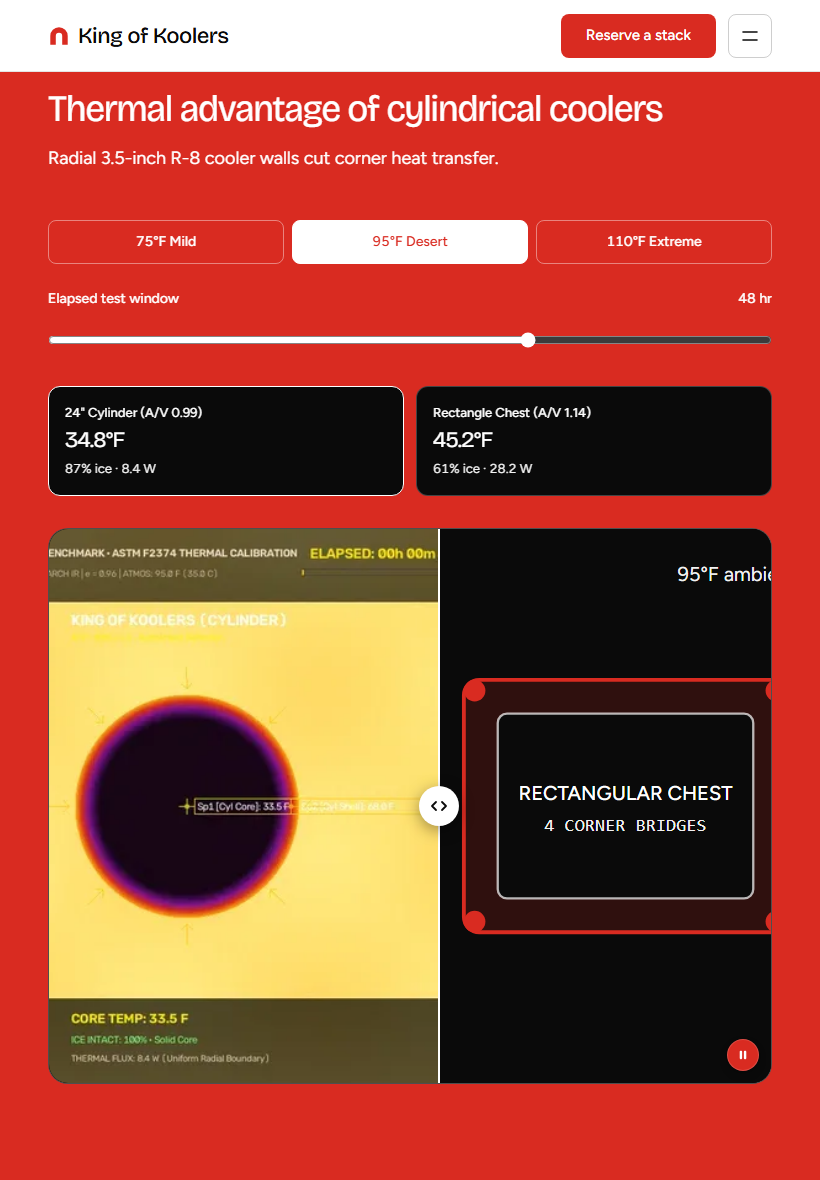 King of Koolers
Reserve a stack
Thermal advantage of cylindrical coolers
Radial 3.5-inch R-8 cooler walls cut corner heat transfer.
75°F Mild
95°F Desert
110°F Extreme
Elapsed test window
48 hr
24" Cylinder (A/V 0.99)
34.8°F
87% ice · 8.4 W
Rectangle Chest (A/V 1.14)
45.2°F
61% ice · 28.2 W
ENCHMARK • ASTM F2374 THERMAL CALIBRATION
ELAPSED: 00h 00m
ARCH IR | e = 0.96 | ATMOS: 95.0 F (35.0 C)
KING OF KOOLERS (CYLINDER)
Sp1 [Cyl Core]: 33.5 F
95°F ambie
RECTANGULAR CHEST
4 CORNER BRIDGES
CORE TEMP: 33.5 F
ICE INTACT: 100% • Solid Core
THERMAL FLUX: 8.4 W (Uniform Radial Boundary)